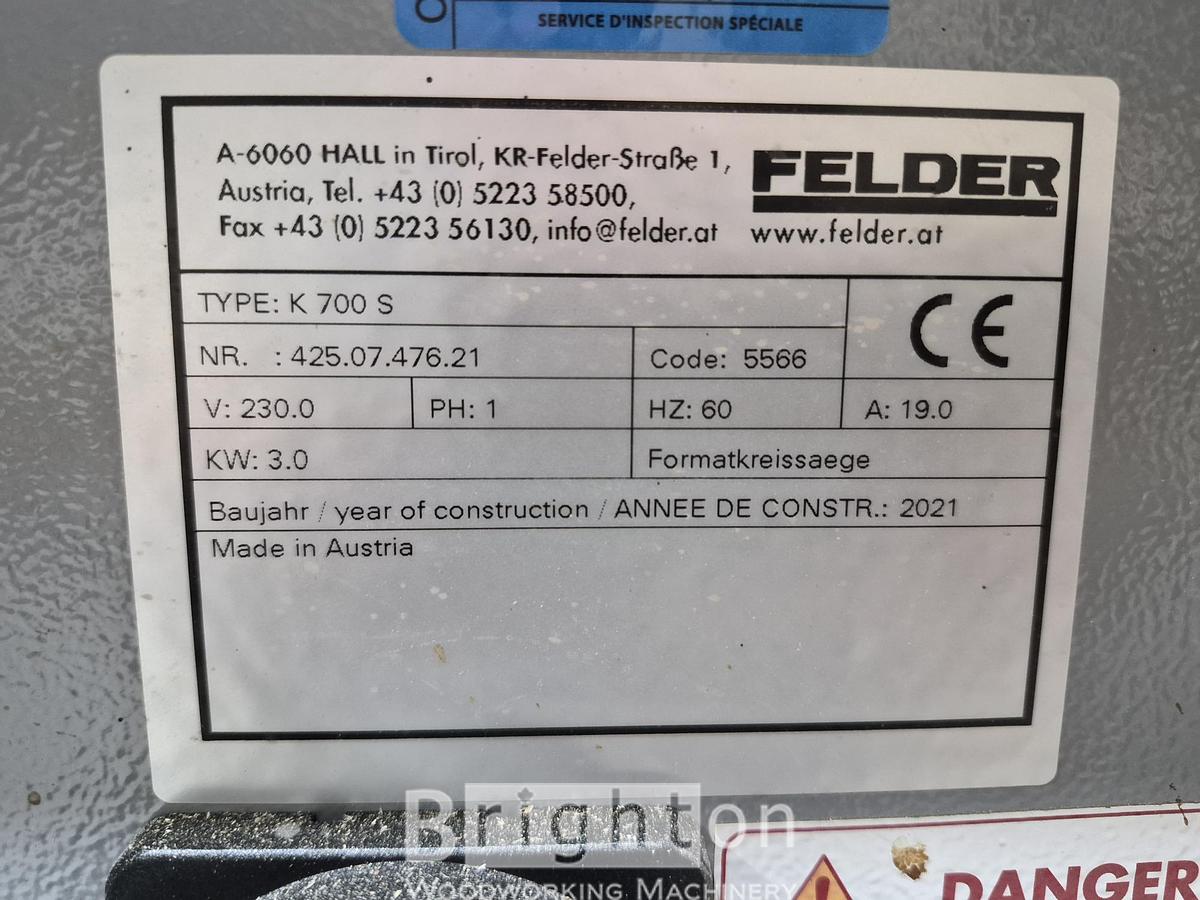 SERVICE D'INSPECTION SPÉCIALE
A-6060 HALL in Tirol, KR-Felder-Straße 1,
Austria, Tel. +43 (0) 5223 58500,
Fax +43 (0) 5223 56130, info@felder.at
FELDER
www.felder.at
TYPE: K 700 S
CE
NR. : 425.07.476.21
Code: 5566
V: 230.0
PH: 1
HZ: 60
A: 19.0
KW: 3.0
Formatkreissaege
Baujahr / year of construction / ANNEE DE CONSTR.: 2021
Made in Austria
Brighton
WOODWORKING MACHINERY
DANGER